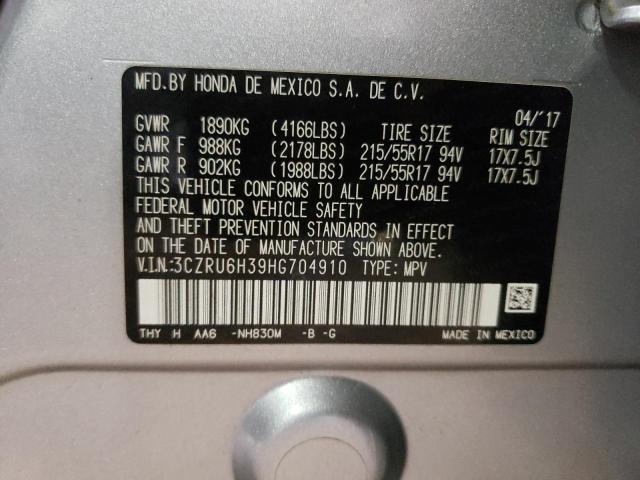 MFD.BY HONDA DE MEXICO S.A. DE C.V.
04/'17
GVWR 1890KG (4166LBS) TIRE SIZE RIM SIZE
GAWR F 988KG (2178LBS) 215/55R17 94V 17X7.5J
GAWR R 902KG (1988LBS) 215/55R17 94V 17X7.5J
THIS VEHICLE CONFORMS TO ALL APPLICABLE
FEDERAL MOTOR VEHICLE SAFETY
AND THEFT PREVENTION STANDARDS IN EFFECT
ON THE DATE OF MANUFACTURE SHOWN ABOVE.
V.I.N.:3CZRU6H39HG704910 TYPE: MPV
THY H AA6 -NH830M -B -G MADE IN MEXICO